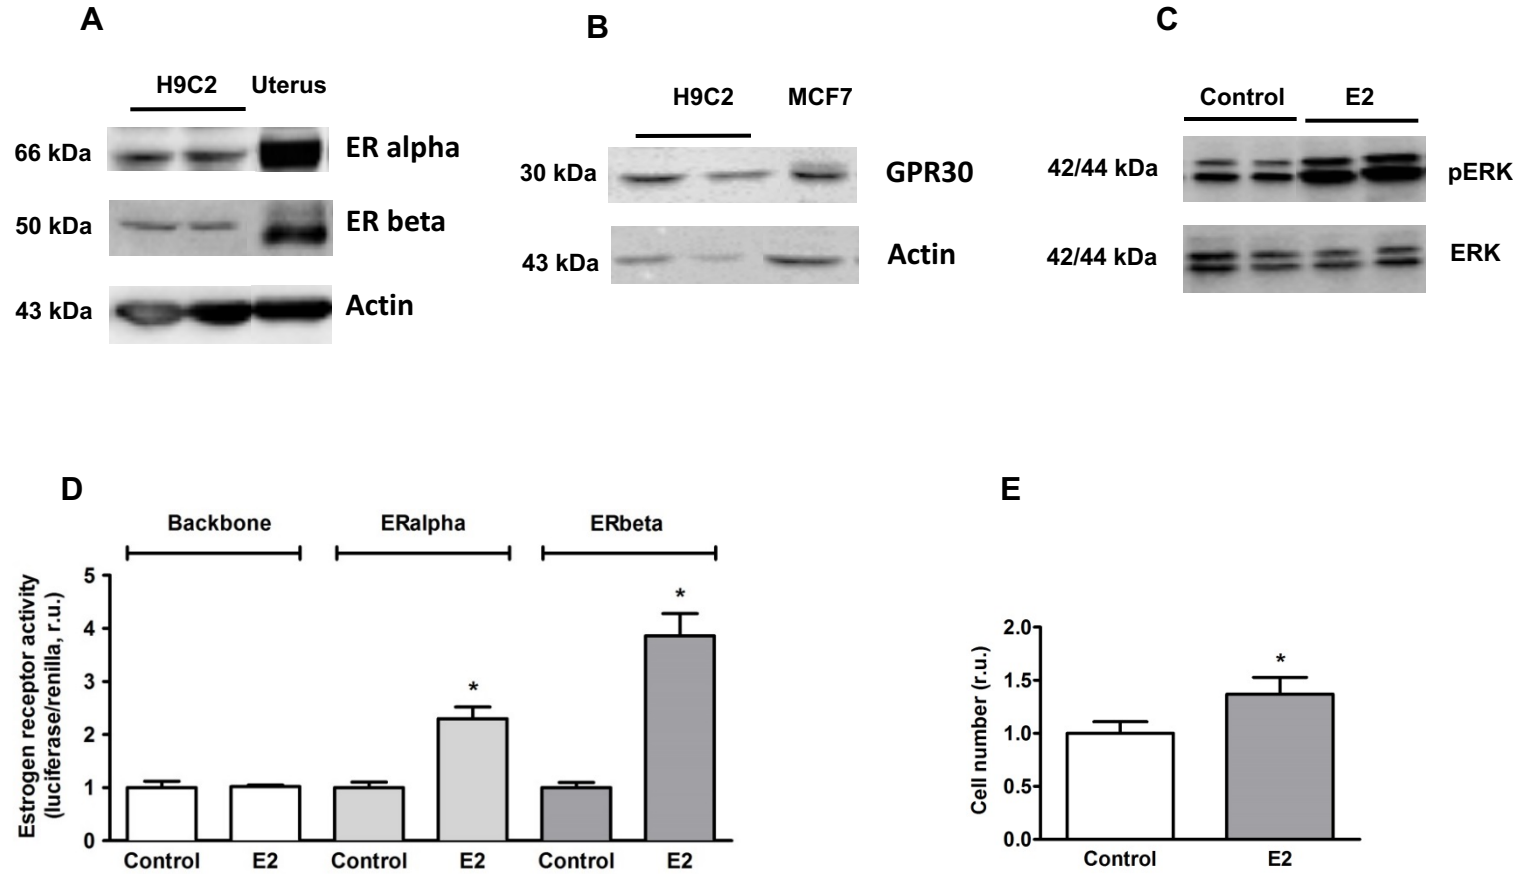 A
H9C2 Uterus
66 kDa ER alpha
50 kDa ER beta
43 kDa Actin
B
H9C2 MCF7
30 kDa GPR30
43 kDa Actin
C
Control E2
42/44 kDa pERK
42/44 kDa ERK
D
Backbone ERalpha ERbeta
Estrogen receptor activity
(luciferase/renilla, r.u.)
5
4
3
2
1
0
*
*
Control E2 Control E2 Control E2
E
Cell number (r.u.)
2.0
1.5
1.0
0.5
0.0
*
Control E2